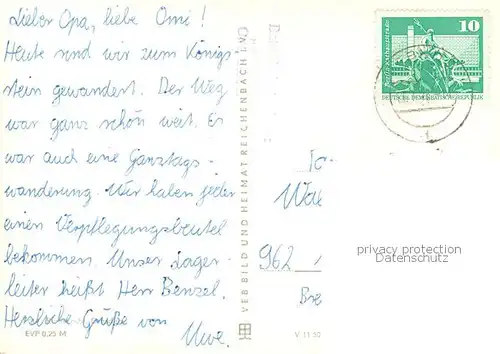 Lieber Opa, liebe Omi!
Heute sind wir zum Königs-
stein gewandert. Der Weg
war ganz schön weit. Es
war auch eine Ganztags-
wanderung. Wir haben jeder
einen Verpflegungsbeutel
bekommen. Unser Lager-
leiter heißt Herr Benzel.
Herzliche Grüße von
Uwe.
EVP 0,25 M
VEB BILD UND HEIMAT REICHENBACH
V 11 50
10
DEUTSCHE DEMOKRATISCHE REPUBLIK
962
privacy protection
Datenschutz